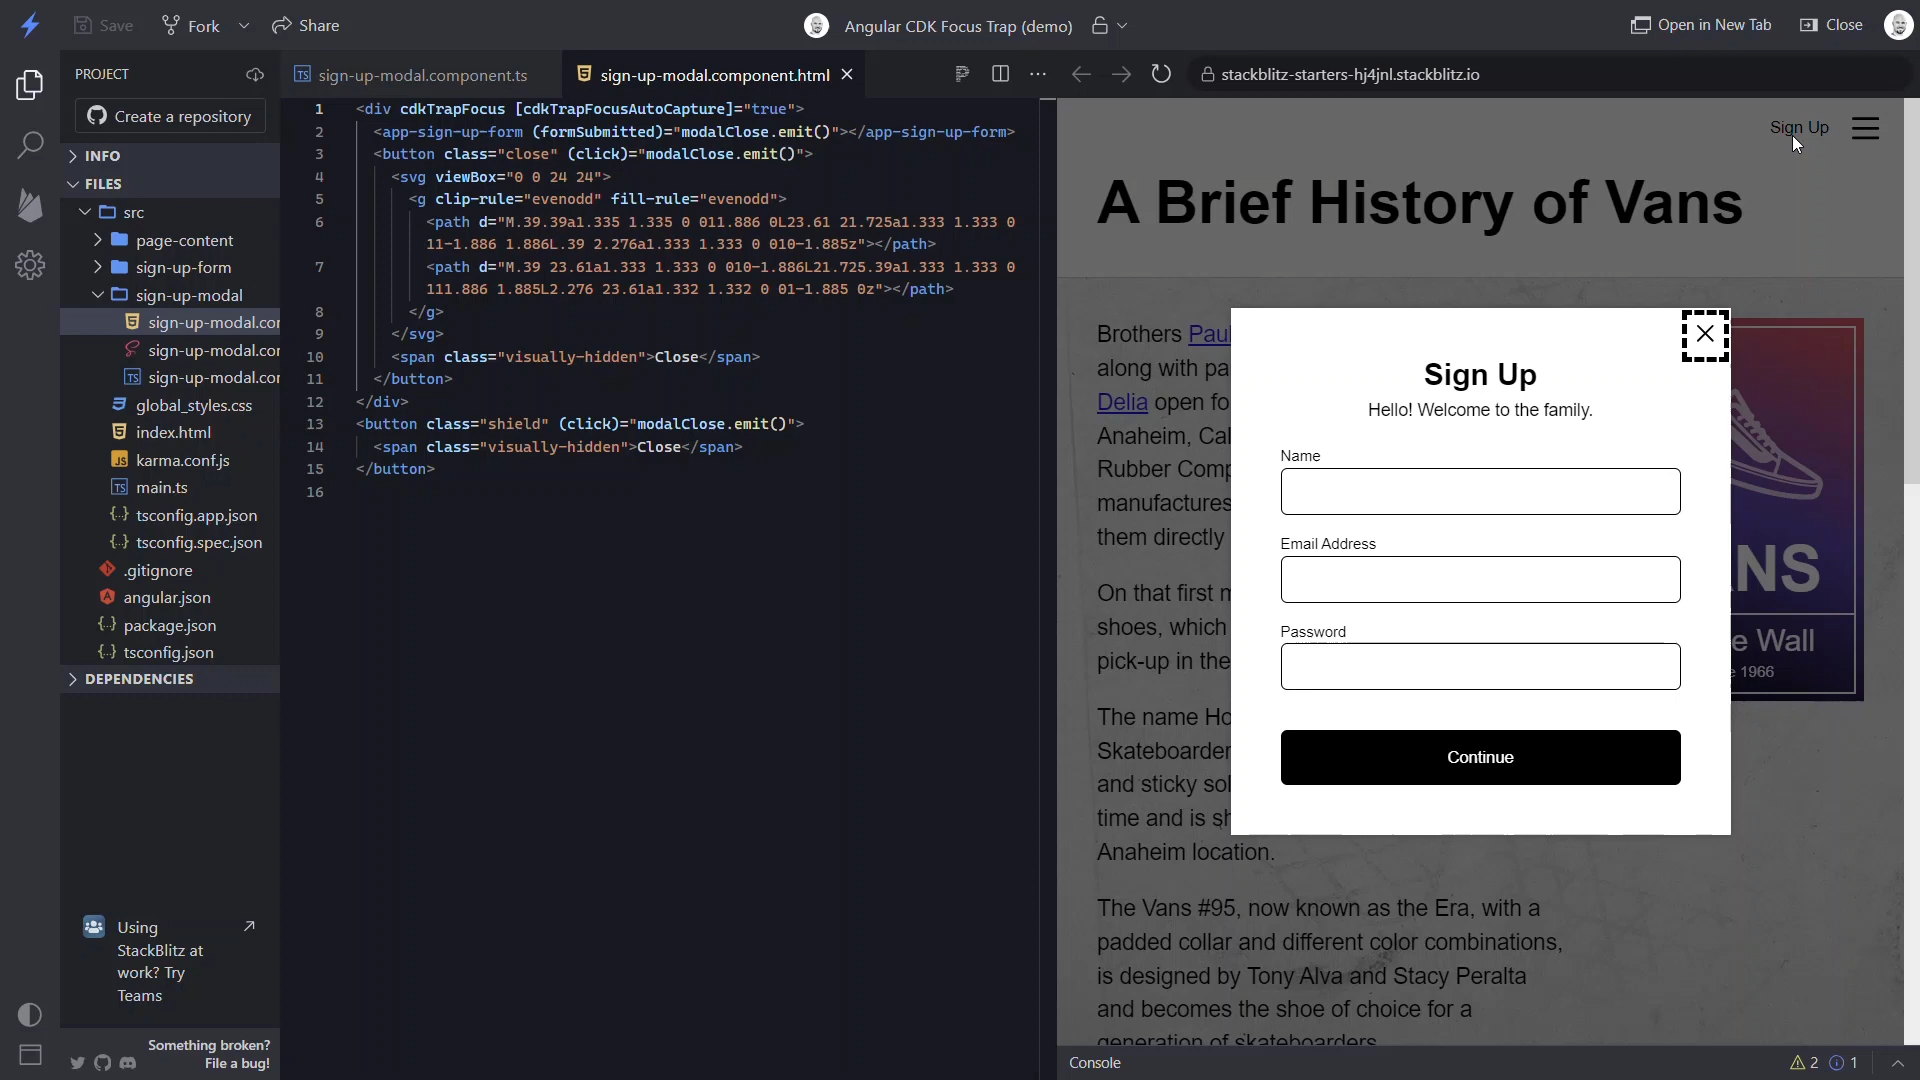 Save
Fork
Share
Angular CDK Focus Trap (demo)
Open in New Tab
Close
PROJECT
Create a repository
INFO
FILES
src
page-content
sign-up-form
sign-up-modal
sign-up-modal.cor
sign-up-modal.cor
sign-up-modal.cor
global_styles.css
index.html
karma.conf.js
main.ts
tsconfig.app.json
tsconfig.spec.json
.gitignore
angular.json
package.json
tsconfig.json
DEPENDENCIES
Using
StackBlitz at
work? Try
Teams
Something broken?
File a bug!
sign-up-modal.component.ts
sign-up-modal.component.html
1 <div cdkTrapFocus [cdkTrapFocusAutoCapture]="true">
2 <app-sign-up-form (formSubmitted)="modalClose.emit()"></app-sign-up-form>
3 <button class="close" (click)="modalClose.emit()">
4 <svg viewBox="0 0 24 24">
5 <g clip-rule="evenodd" fill-rule="evenodd">
6 <path d="M.39.39a1.335 1.335 0 011.886 0L23.61 21.725a1.333 1.333 0
11-1.886 1.886L.39 2.276a1.333 1.333 0 010-1.885z"></path>
7 <path d="M.39 23.61a1.333 1.333 0 010-1.886L21.725.39a1.333 1.333 0
111.886 1.885L2.276 23.61a1.332 1.332 0 01-1.885 0z"></path>
8 </g>
9 </svg>
10 <span class="visually-hidden">Close</span>
11 </button>
12 </div>
13 <button class="shield" (click)="modalClose.emit()">
14 <span class="visually-hidden">Close</span>
15 </button>
16
stackblitz-starters-hj4jnl.stackblitz.io
Sign Up
A Brief History of Vans
Brothers Paul
along with pa
Delia open fo
Anaheim, Cal
Rubber Comp
manufactures
them directly
On that first m
shoes, which
pick-up in the
The name Ho
Skateboarder
and sticky sol
time and is sh
Anaheim location.
The Vans #95, now known as the Era, with a
padded collar and different color combinations,
is designed by Tony Alva and Stacy Peralta
and becomes the shoe of choice for a
generation of skateboarders.
ANS
e Wall
1966
Sign Up
Hello! Welcome to the family.
Name
Email Address
Password
Continue
Console
2
1